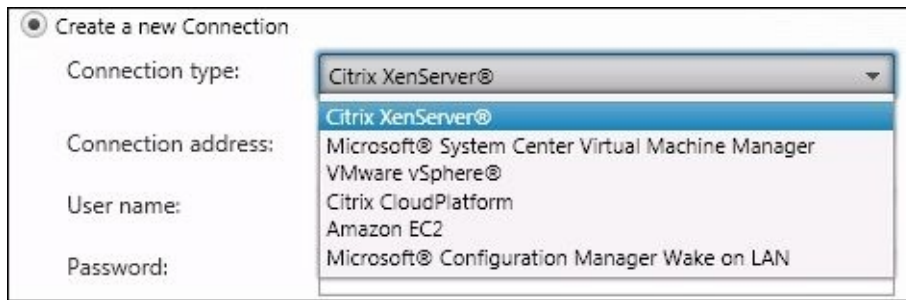 Create a new Connection
Connection type:
Citrix XenServer®
Citrix XenServer®
Microsoft® System Center Virtual Machine Manager
Connection address:
VMware vSphere®
Citrix CloudPlatform
User name:
Amazon EC2
Microsoft® Configuration Manager Wake on LAN
Password: